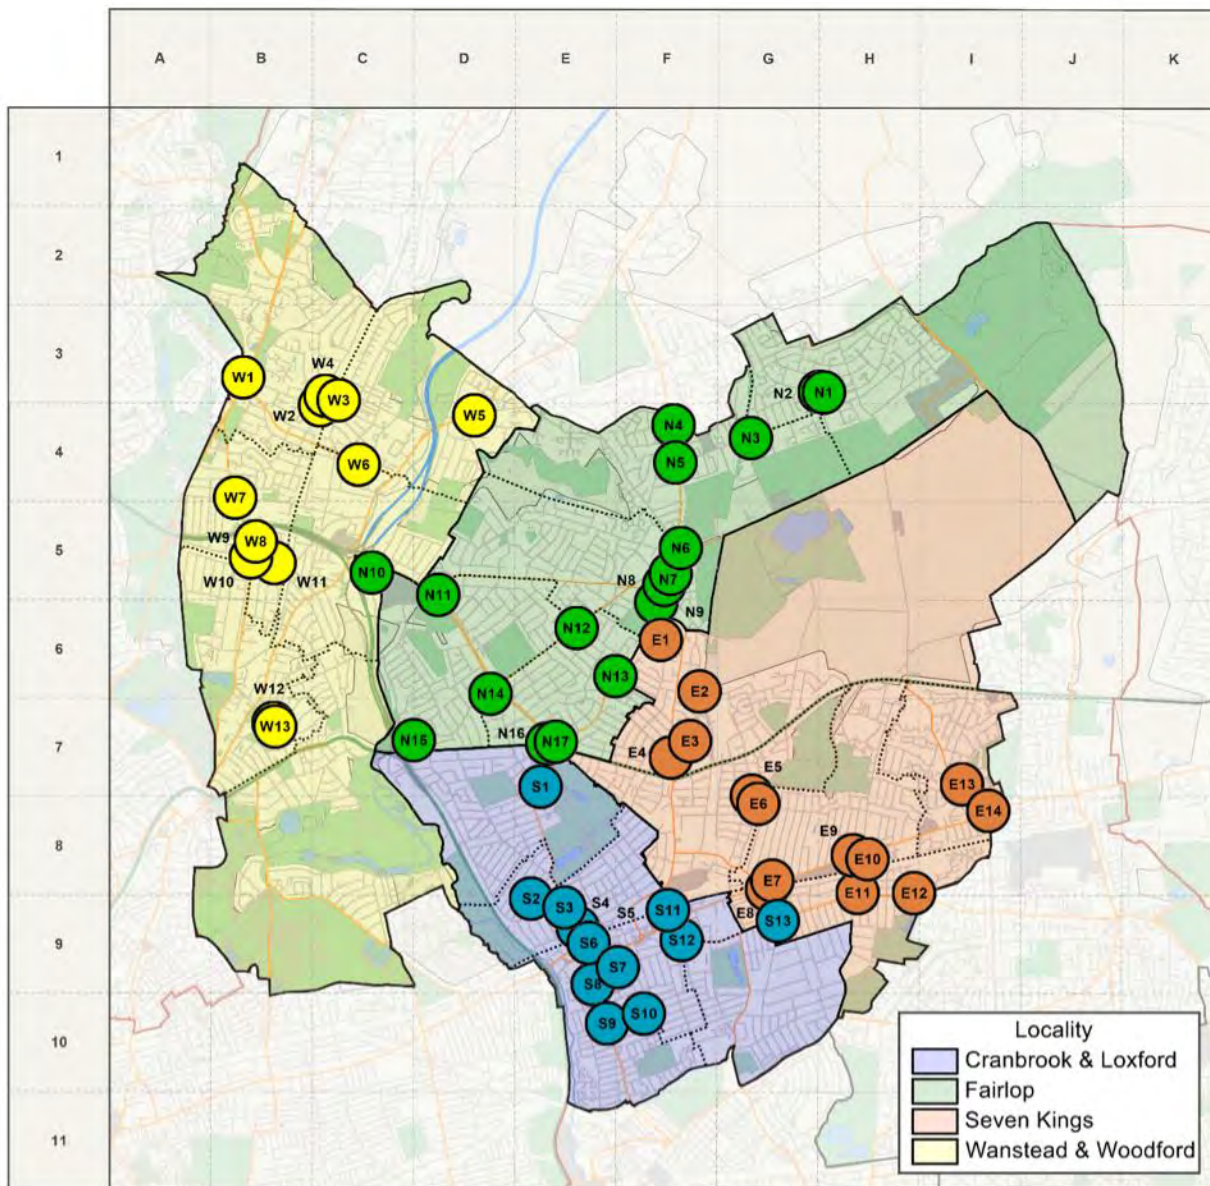 A B C D E F G H I J K
1
2
3
4
5
6
7
8
9
10
11
W1
W4
W3
W2
W5
W6
W7
W9
W8
W10
W11
W12
W13
N2
N1
N4
N3
N5
N6
N10
N8
N7
N11
N9
N12
N13
N14
N15
N16
N17
E1
E2
E4
E3
E5
E6
E13
E14
E9
E10
E7
E8
E11
E12
S1
S2
S3
S4
S5
S11
S13
S6
S12
S7
S8
S10
S9
Locality
Cranbrook & Loxford
Fairlop
Seven Kings
Wanstead & Woodford